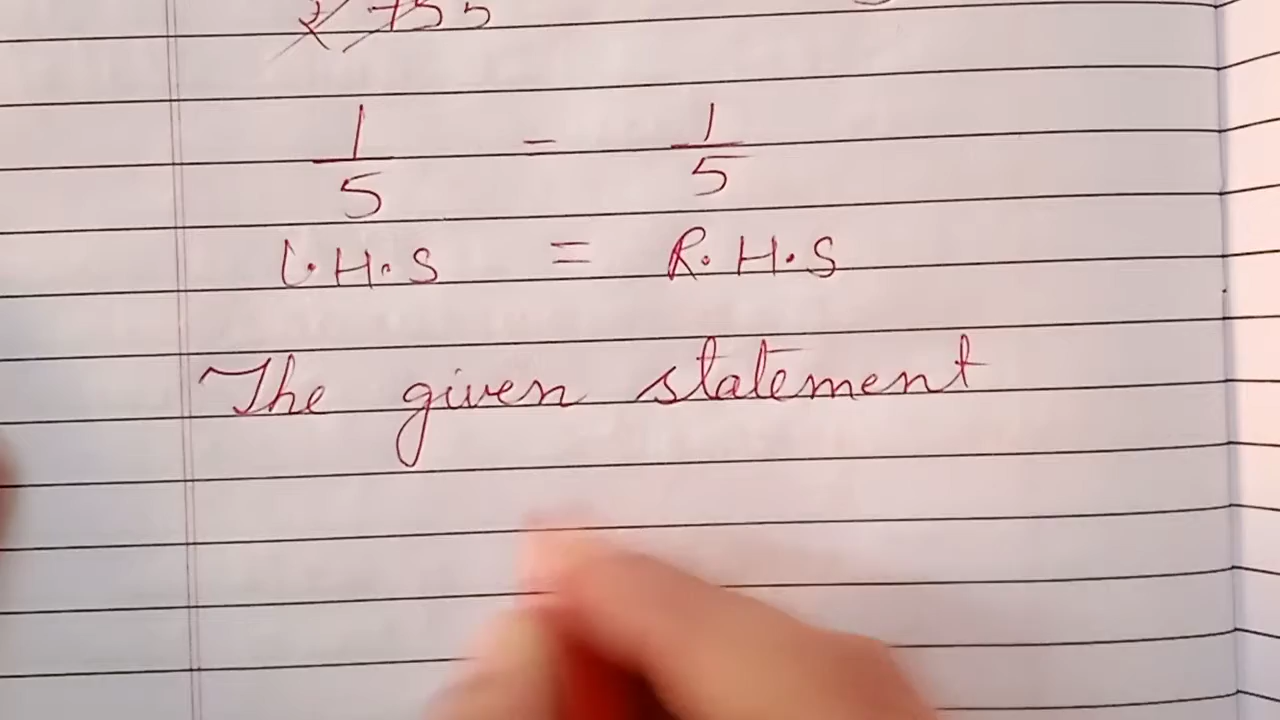 1/5 = 1/5
L.H.S = R.H.S
The given statement